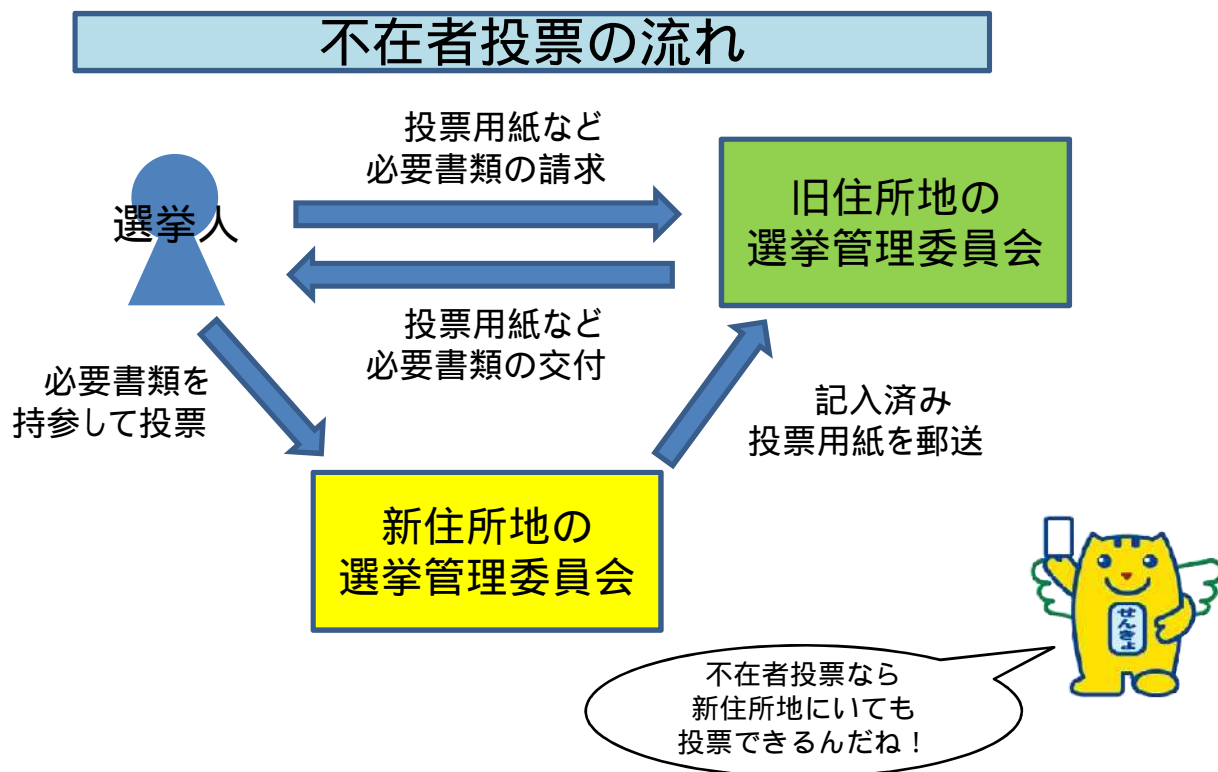 不在者投票の流れ
投票用紙など
必要書類の請求
選挙人
旧住所地の
選挙管理委員会
投票用紙など
必要書類の交付
必要書類を
持参して投票
記入済み
投票用紙を郵送
新住所地の
選挙管理委員会
せんきょ
不在者投票なら
新住所地にいても
投票できるんだね！